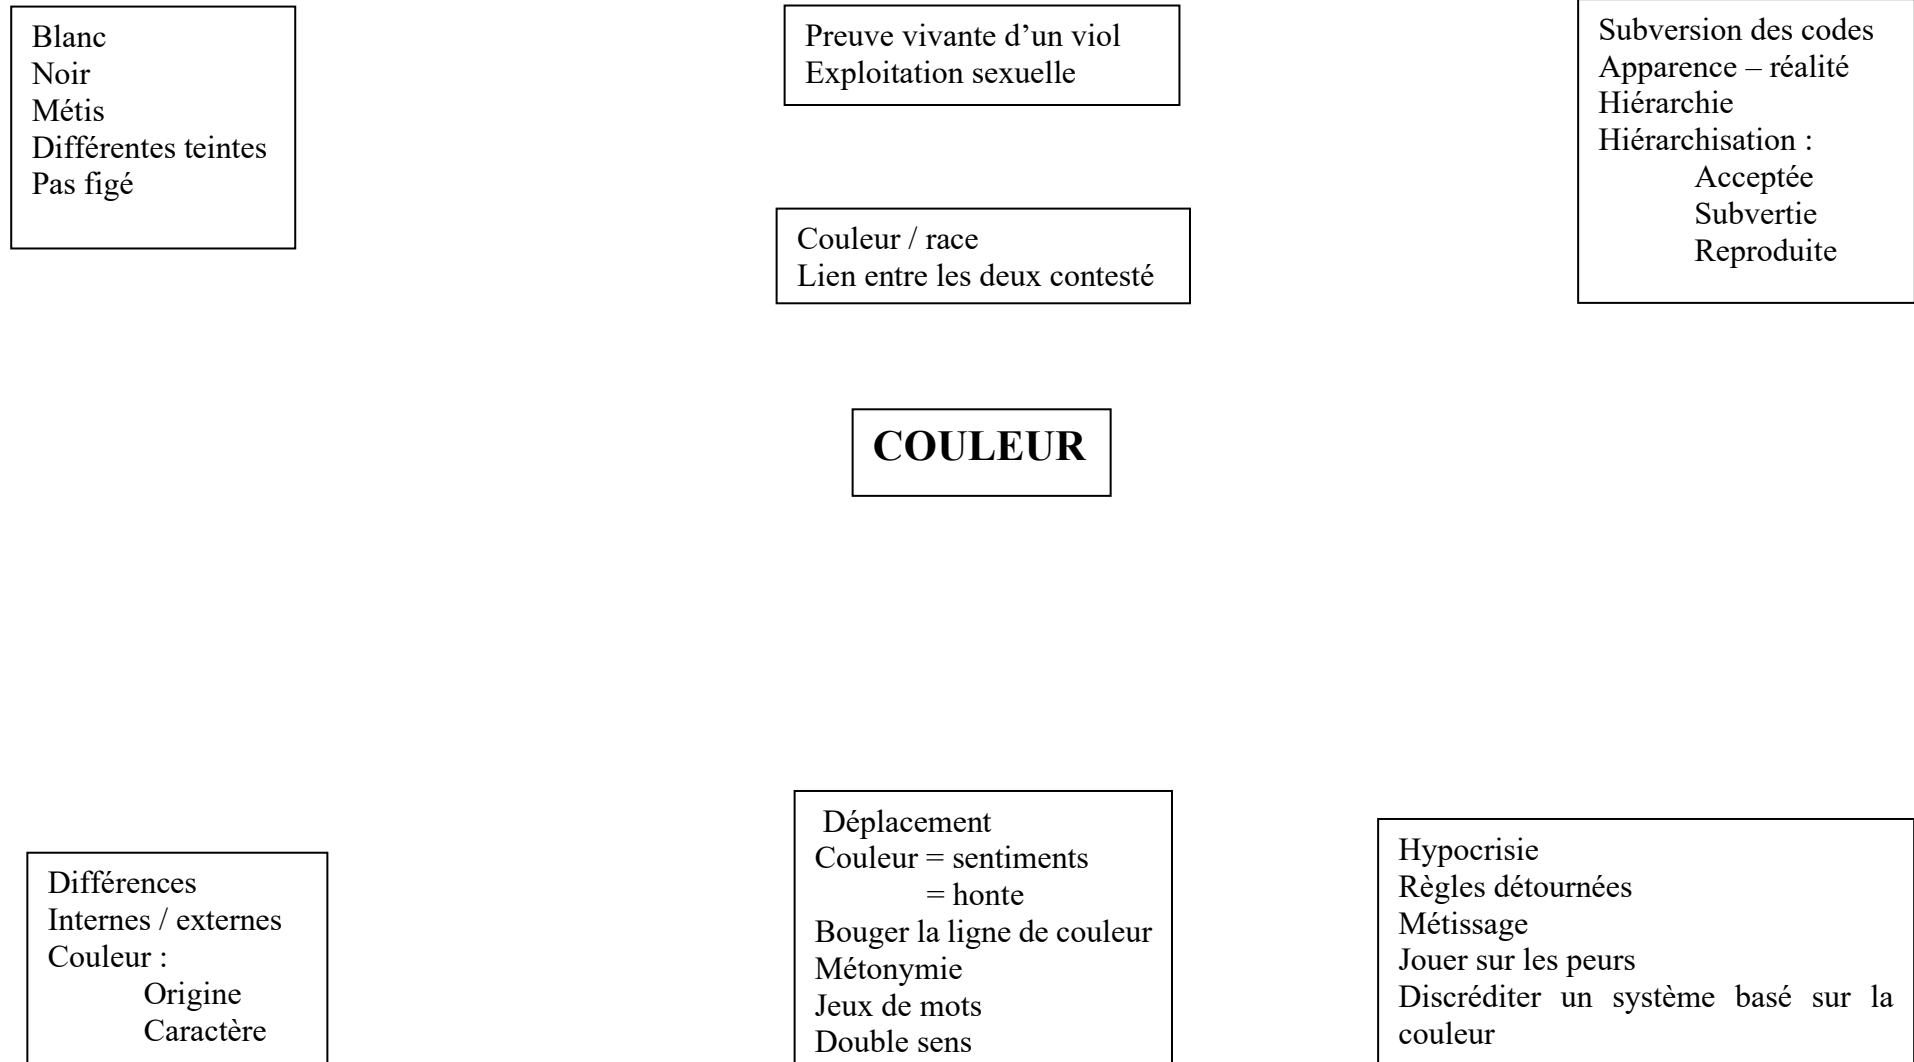 Blanc
Noir
Métis
Différentes teintes
Pas figé
Preuve vivante d’un viol
Exploitation sexuelle
Subversion des codes
Apparence – réalité
Hiérarchie
Hiérarchisation :
Acceptée
Subvertie
Reproduite
Couleur / race
Lien entre les deux contesté
COULEUR
Différences
Internes / externes
Couleur :
Origine
Caractère
Déplacement
Couleur = sentiments
= honte
Bouger la ligne de couleur
Métonymie
Jeux de mots
Double sens
Hypocrisie
Règles détournées
Métissage
Jouer sur les peurs
Discréditer un système basé sur la
couleur